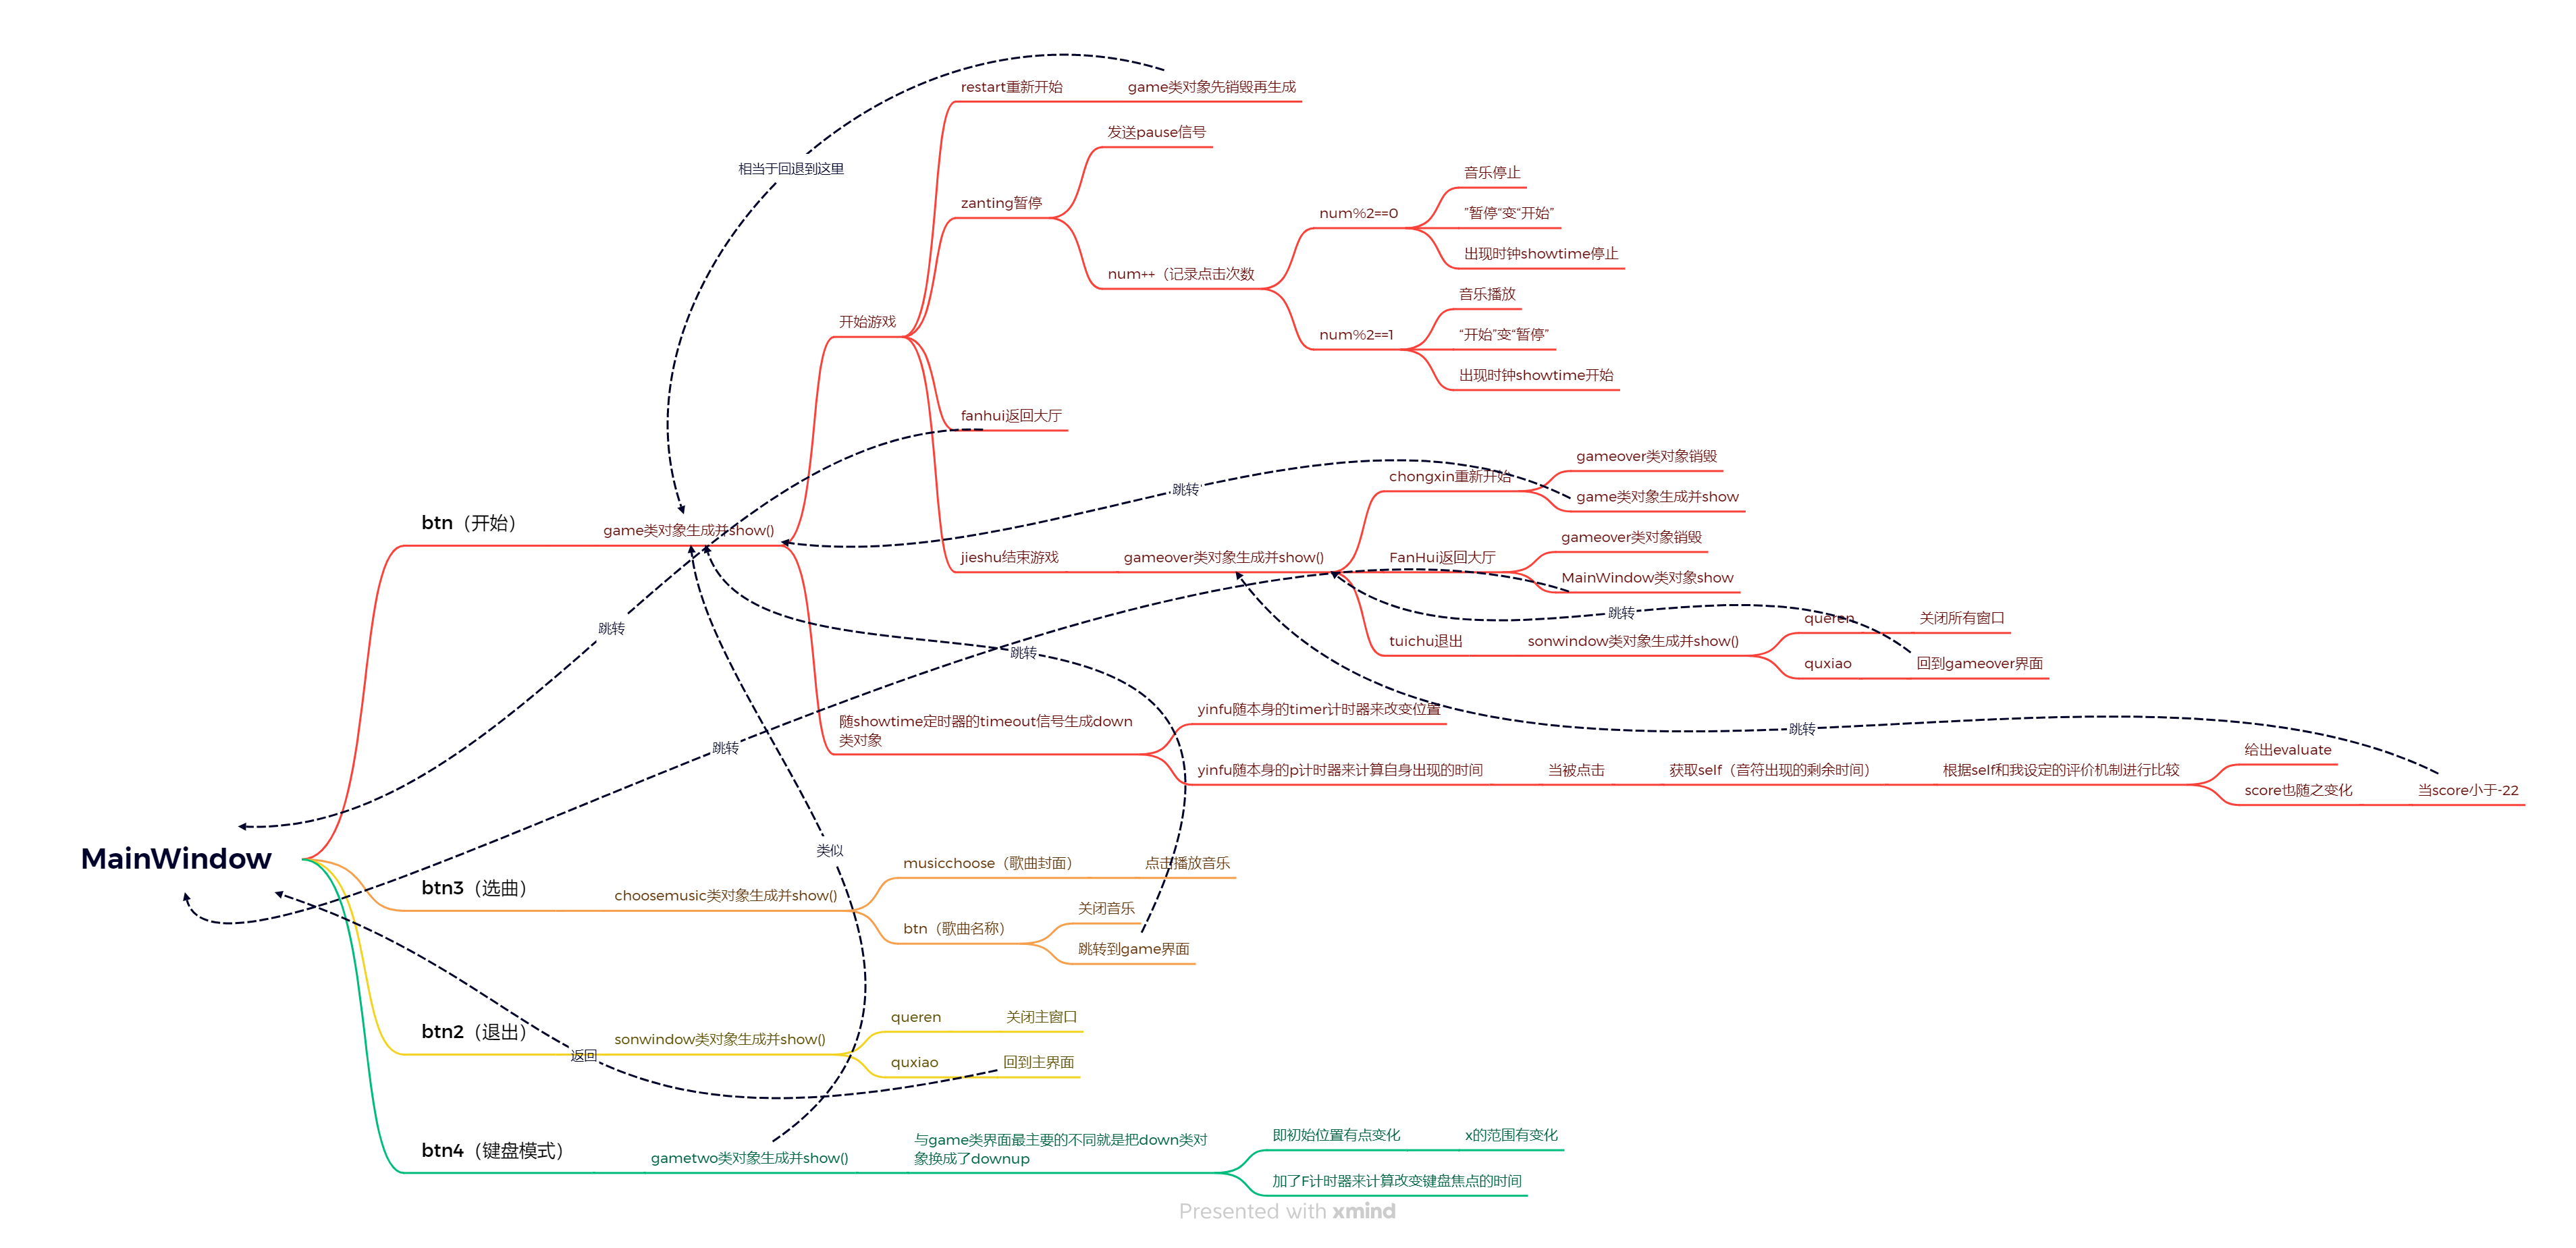 MainWindow
btn（开始）
game类对象生成并show()
开始游戏
restart重新开始
game类对象先销毁再生成
相当于回退到这里
zanting暂停
发送pause信号
num++（记录点击次数
num%2==0
音乐停止
”暂停“变“开始”
出现时钟showtime停止
num%2==1
音乐播放
“开始”变“暂停”
出现时钟showtime开始
fanhui返回大厅
跳转
jieshu结束游戏
gameover类对象生成并show()
chongxin重新开始
gameover类对象销毁
game类对象生成并show
跳转
FanHui返回大厅
gameover类对象销毁
MainWindow类对象show
跳转
tuichu退出
sonwindow类对象生成并show()
queren
关闭所有窗口
quxiao
回到gameover界面
跳转
随showtime定时器的timeout信号生成down
类对象
yinfu随本身的timer计时器来改变位置
yinfu随本身的p计时器来计算自身出现的时间
当被点击
获取self（音符出现的剩余时间）
根据self和我设定的评价机制进行比较
给出evaluate
score也随之变化
当score小于-22
跳转
btn3（选曲）
choosemusic类对象生成并show()
musicchoose（歌曲封面）
点击播放音乐
btn（歌曲名称）
关闭音乐
跳转到game界面
跳转
btn2（退出）
sonwindow类对象生成并show()
queren
关闭主窗口
quxiao
回到主界面
返回
btn4（键盘模式）
gametwo类对象生成并show()
类似
与game类界面最主要的不同就是把down类对
象换成了downup
即初始位置有点变化
x的范围有变化
加了F计时器来计算改变键盘焦点的时间
Presented with xmind